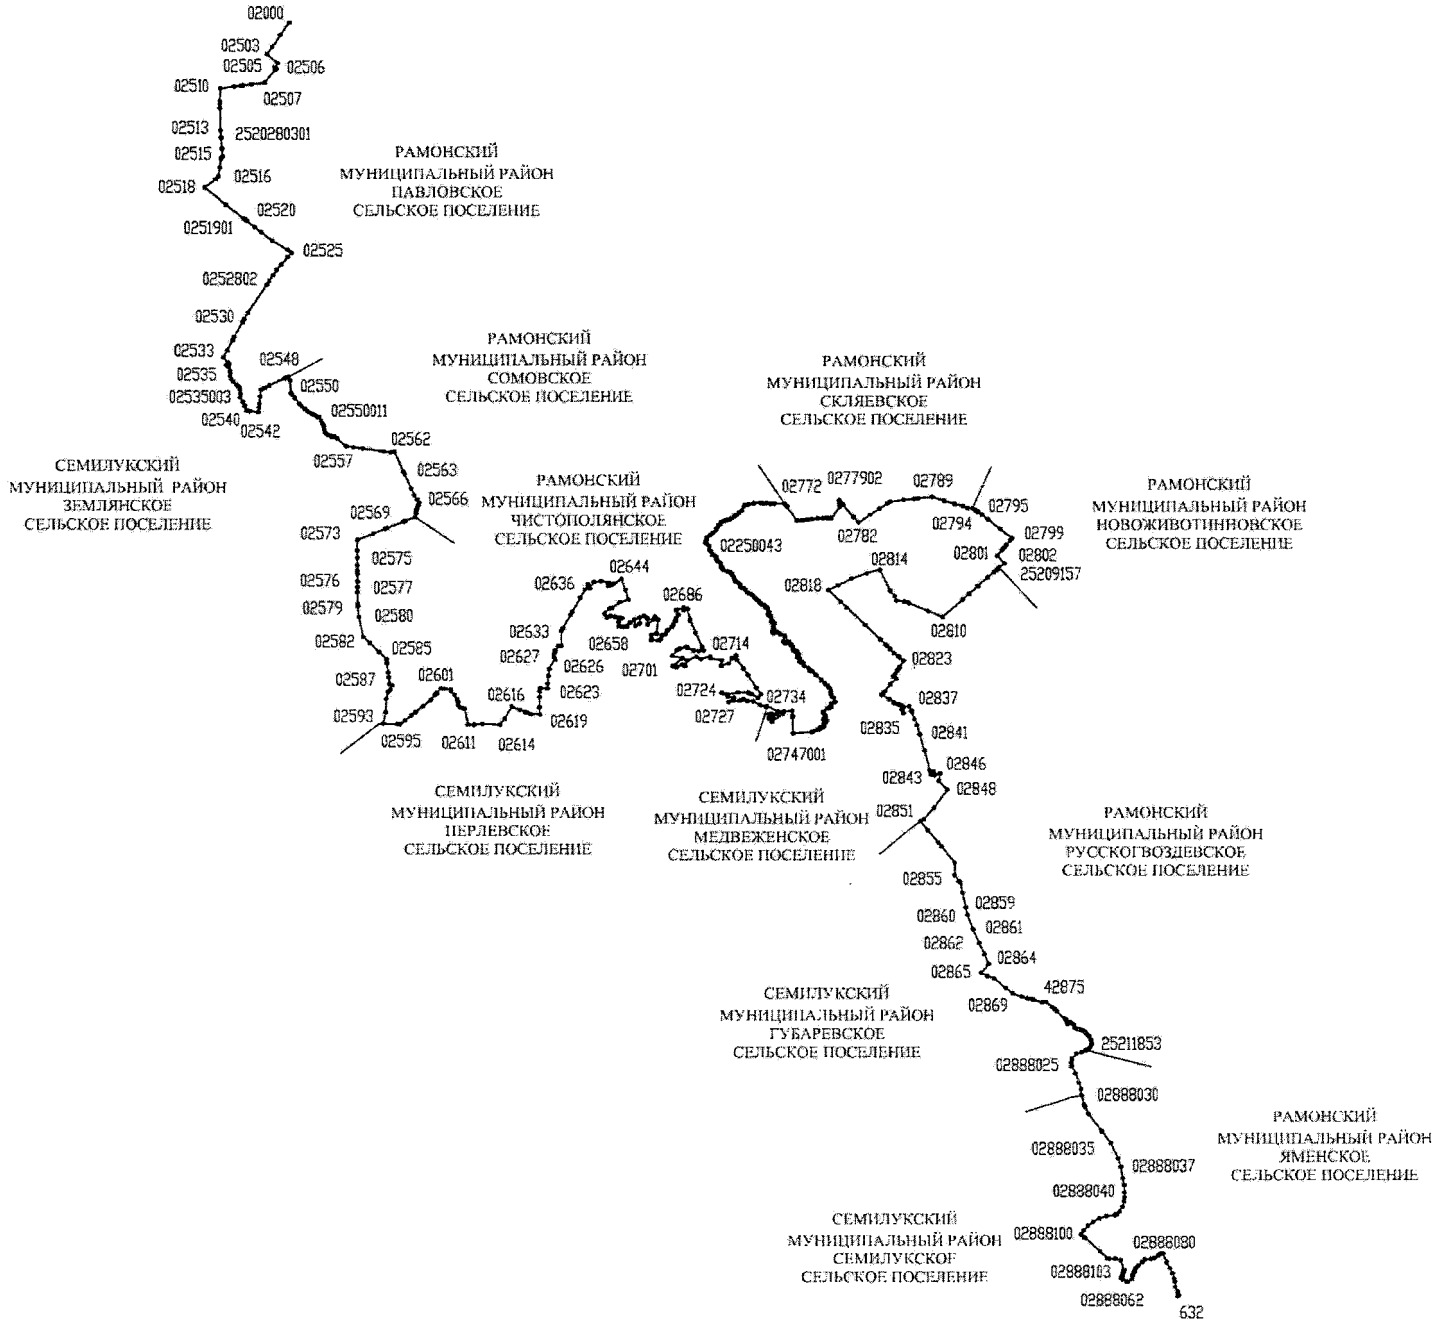 02000
02503
02505
02506
02510
02507
02513
2520280301
02515
02516
02518
02520
0251901
02525
0252802
02530
02533
02535
02535003
02540
02542
02548
02550
02550011
02557
02562
02563
02566
02569
02573
02575
02576
02577
02579
02580
02582
02585
02587
02593
02595
02601
02611
02614
02616
02619
02623
02626
02627
02633
02636
02644
02658
02686
02701
02714
02724
02727
02734
02747001
02250043
02772
0277902
02782
02789
02794
02795
02799
02801
02802
25209157
02810
02814
02818
02823
02835
02837
02841
02843
02846
02848
02851
02855
02859
02860
02861
02862
02864
02865
02869
42875
25211853
02888025
02888030
02888035
02888037
02888040
02888100
02888080
02888103
02888062
632
РАМОНСКИЙ
МУНИЦИПАЛЬНЫЙ РАЙОН
ПАВЛОВСКОЕ
СЕЛЬСКОЕ ПОСЕЛЕНИЕ
РАМОНСКИЙ
МУНИЦИПАЛЬНЫЙ РАЙОН
СОМОВСКОЕ
СЕЛЬСКОЕ ПОСЕЛЕНИЕ
РАМОНСКИЙ
МУНИЦИПАЛЬНЫЙ РАЙОН
СКЛЯЕВСКОЕ
СЕЛЬСКОЕ ПОСЕЛЕНИЕ
СЕМИЛУКСКИЙ
МУНИЦИПАЛЬНЫЙ РАЙОН
ЗЕМЛЯНСКОЕ
СЕЛЬСКОЕ ПОСЕЛЕНИЕ
РАМОНСКИЙ
МУНИЦИПАЛЬНЫЙ РАЙОН
ЧИСТОПОЛЯНСКОЕ
СЕЛЬСКОЕ ПОСЕЛЕНИЕ
РАМОНСКИЙ
МУНИЦИПАЛЬНЫЙ РАЙОН
НОВОЖИВОТИННОВСКОЕ
СЕЛЬСКОЕ ПОСЕЛЕНИЕ
СЕМИЛУКСКИЙ
МУНИЦИПАЛЬНЫЙ РАЙОН
ПЕРЛЕВСКОЕ
СЕЛЬСКОЕ ПОСЕЛЕНИЕ
СЕМИЛУКСКИЙ
МУНИЦИПАЛЬНЫЙ РАЙОН
МЕДВЕЖЕНСКОЕ
СЕЛЬСКОЕ ПОСЕЛЕНИЕ
РАМОНСКИЙ
МУНИЦИПАЛЬНЫЙ РАЙОН
РУССКОГВОЗДЕВСКОЕ
СЕЛЬСКОЕ ПОСЕЛЕНИЕ
СЕМИЛУКСКИЙ
МУНИЦИПАЛЬНЫЙ РАЙОН
ГУБАРЕВСКОЕ
СЕЛЬСКОЕ ПОСЕЛЕНИЕ
РАМОНСКИЙ
МУНИЦИПАЛЬНЫЙ РАЙОН
ЯМЕНСКОЕ
СЕЛЬСКОЕ ПОСЕЛЕНИЕ
СЕМИЛУКСКИЙ
МУНИЦИПАЛЬНЫЙ РАЙОН
СЕМИЛУКСКОЕ
СЕЛЬСКОЕ ПОСЕЛЕНИЕ